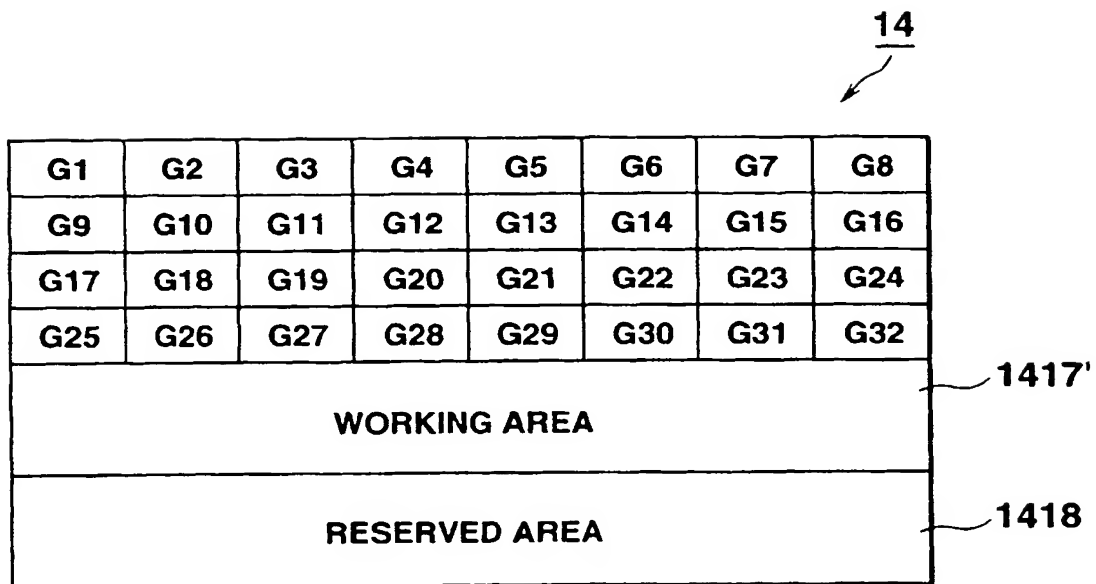 14
G1 G2 G3 G4 G5 G6 G7 G8
G9 G10 G11 G12 G13 G14 G15 G16
G17 G18 G19 G20 G21 G22 G23 G24
G25 G26 G27 G28 G29 G30 G31 G32
1417'
WORKING AREA
RESERVED AREA
1418